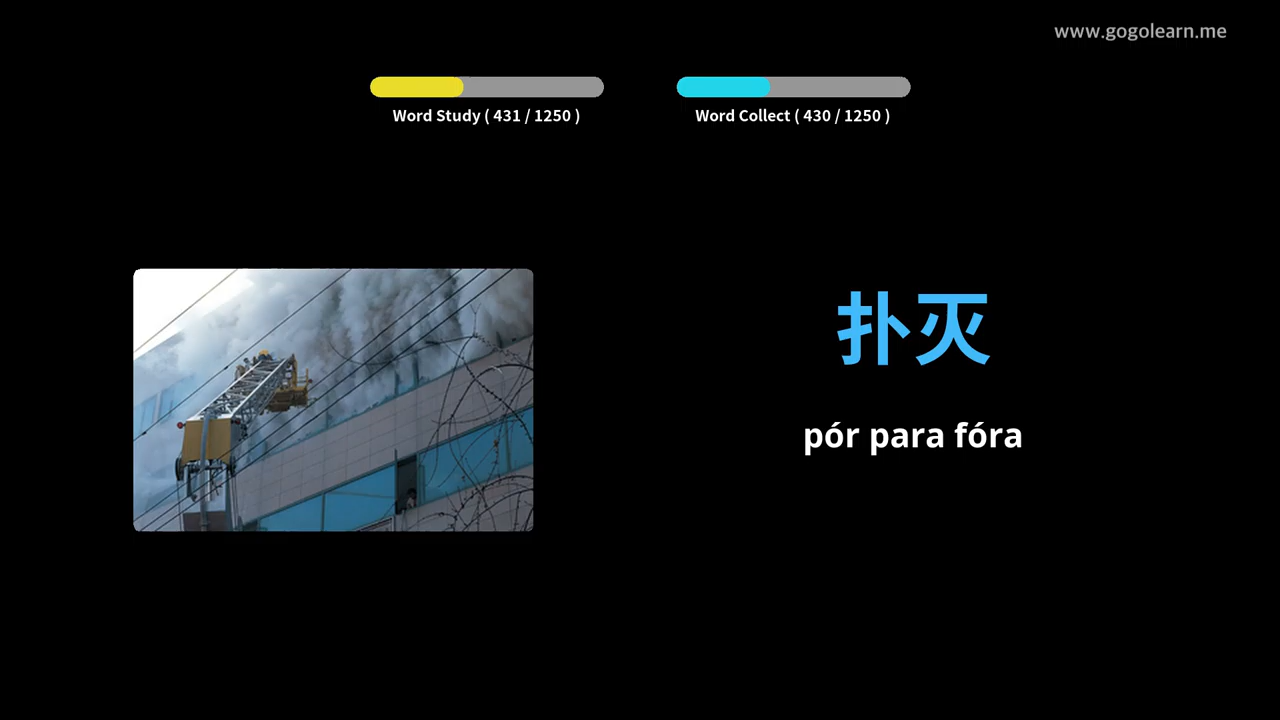 www.gogolearn.me
Word Study ( 431 / 1250 )
Word Collect ( 430 / 1250 )
扑灭
pór para fóra